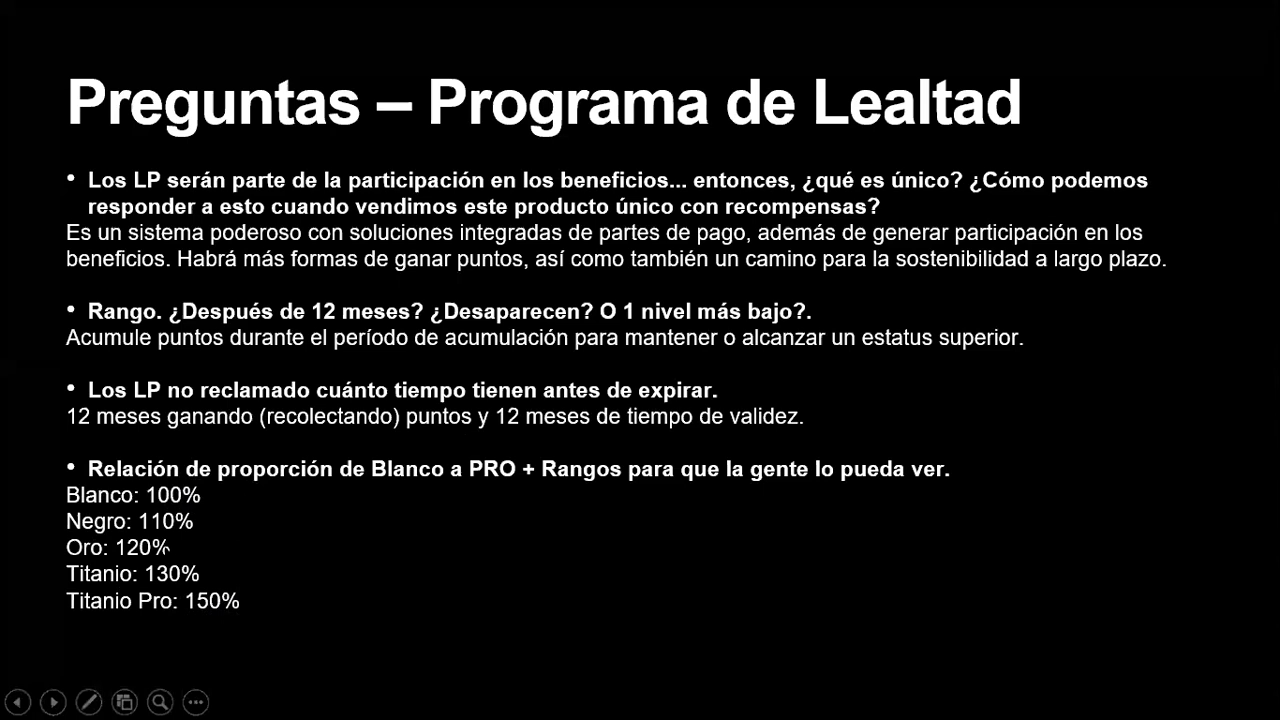 Preguntas – Programa de Lealtad
• Los LP serán parte de la participación en los beneficios... entonces, ¿qué es único? ¿Cómo podemos
responder a esto cuando vendimos este producto único con recompensas?
Es un sistema poderoso con soluciones integradas de partes de pago, además de generar participación en los
beneficios. Habrá más formas de ganar puntos, así como también un camino para la sostenibilidad a largo plazo.
• Rango. ¿Después de 12 meses? ¿Desaparecen? O 1 nivel más bajo?.
Acumule puntos durante el período de acumulación para mantener o alcanzar un estatus superior.
• Los LP no reclamado cuánto tiempo tienen antes de expirar.
12 meses ganando (recolectando) puntos y 12 meses de tiempo de validez.
• Relación de proporción de Blanco a PRO + Rangos para que la gente lo pueda ver.
Blanco: 100%
Negro: 110%
Oro: 120%
Titanio: 130%
Titanio Pro: 150%